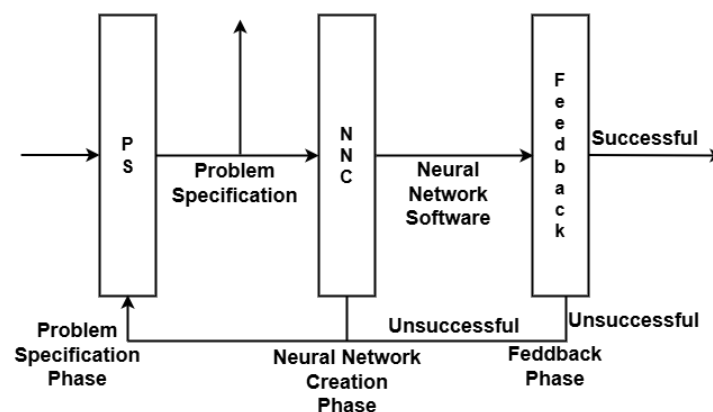 P
S
N
N
C
F
e
e
d
b
a
c
k
Successful
Problem
Specification
Neural
Network
Software
Unsuccessful
Unsuccessful
Problem
Specification
Phase
Neural Network
Creation
Phase
Feddback
Phase